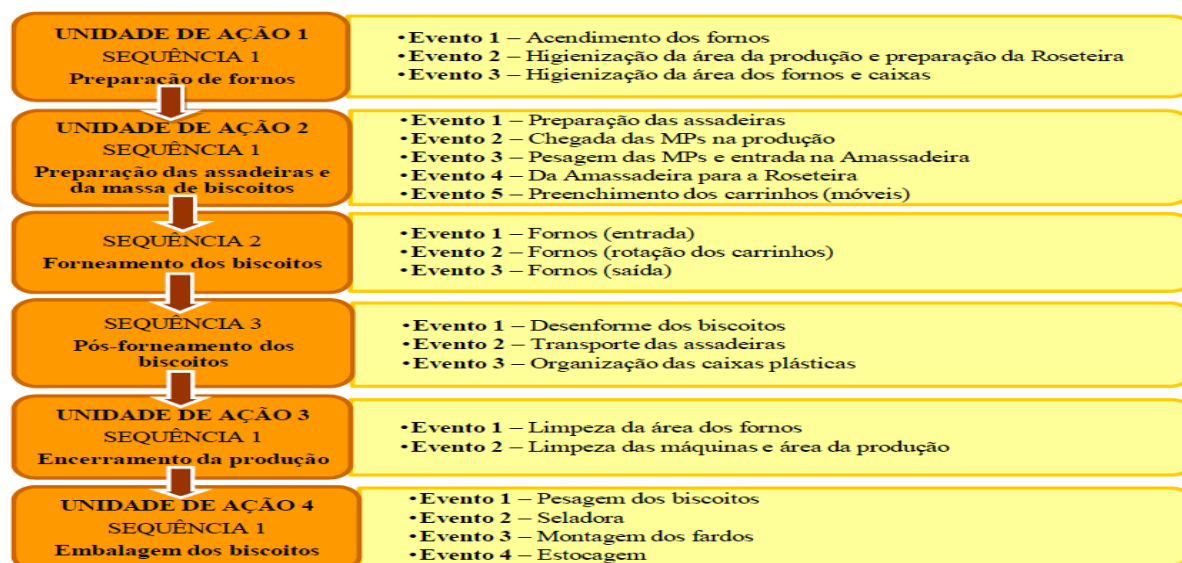 UNIDADE DE AÇÃO 1
SEQUÊNCIA 1
Preparação de fornos
•Evento 1 – Acendimento dos fornos
•Evento 2 – Higienização da área da produção e preparação da Roseteira
•Evento 3 – Higienização da área dos fornos e caixas
UNIDADE DE AÇÃO 2
SEQUÊNCIA 1
Preparação das assadeiras e
da massa de biscoitos
•Evento 1 – Preparação das assadeiras
•Evento 2 – Chegada das MPs na produção
•Evento 3 – Pesagem das MPs e entrada na Amassadeira
•Evento 4 – Da Amassadeira para a Roseteira
•Evento 5 – Preenchimento dos carrinhos (móveis)
SEQUÊNCIA 2
Forneamento dos biscoitos
•Evento 1 – Fornos (entrada)
•Evento 2 – Fornos (rotação dos carrinhos)
•Evento 3 – Fornos (saída)
SEQUÊNCIA 3
Pós-forneamento dos
biscoitos
•Evento 1 – Desenforme dos biscoitos
•Evento 2 – Transporte das assadeiras
•Evento 3 – Organização das caixas plásticas
UNIDADE DE AÇÃO 3
SEQUÊNCIA 1
Encerramento da produção
•Evento 1 – Limpeza da área dos fornos
•Evento 2 – Limpeza das máquinas e área da produção
UNIDADE DE AÇÃO 4
SEQUÊNCIA 1
Embalagem dos biscoitos
•Evento 1 – Pesagem dos biscoitos
•Evento 2 – Seladora
•Evento 3 – Montagem dos fardos
•Evento 4 – Estocagem